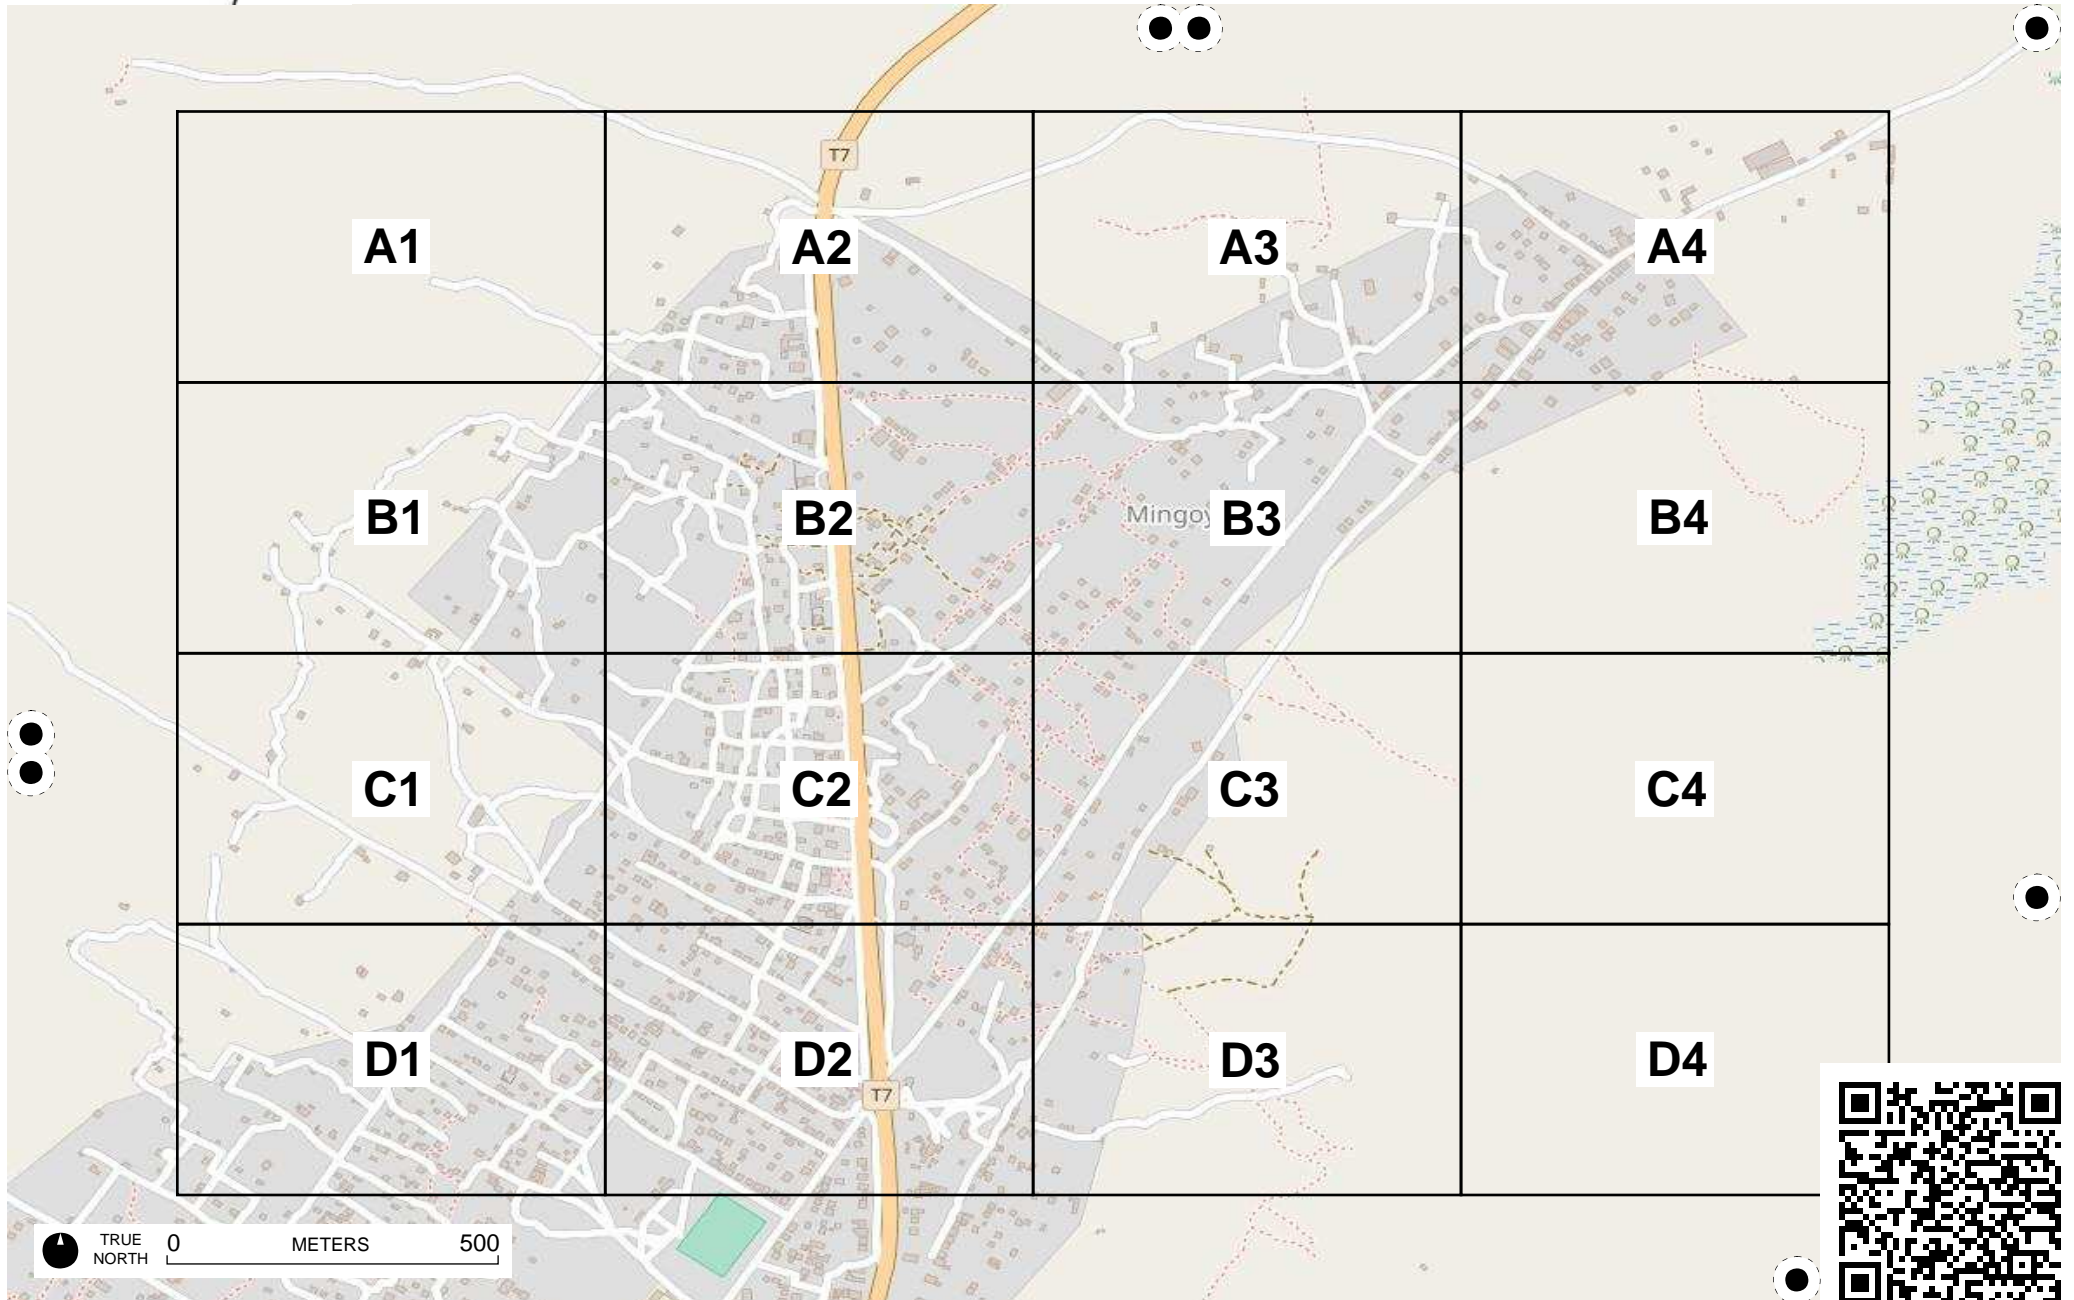 T7
A1 A2 A3 A4
B1 B2 B3 B4
Mingoy
C1 C2 C3 C4
D1 D2 D3 D4
T7
TRUE NORTH
0 METERS 500